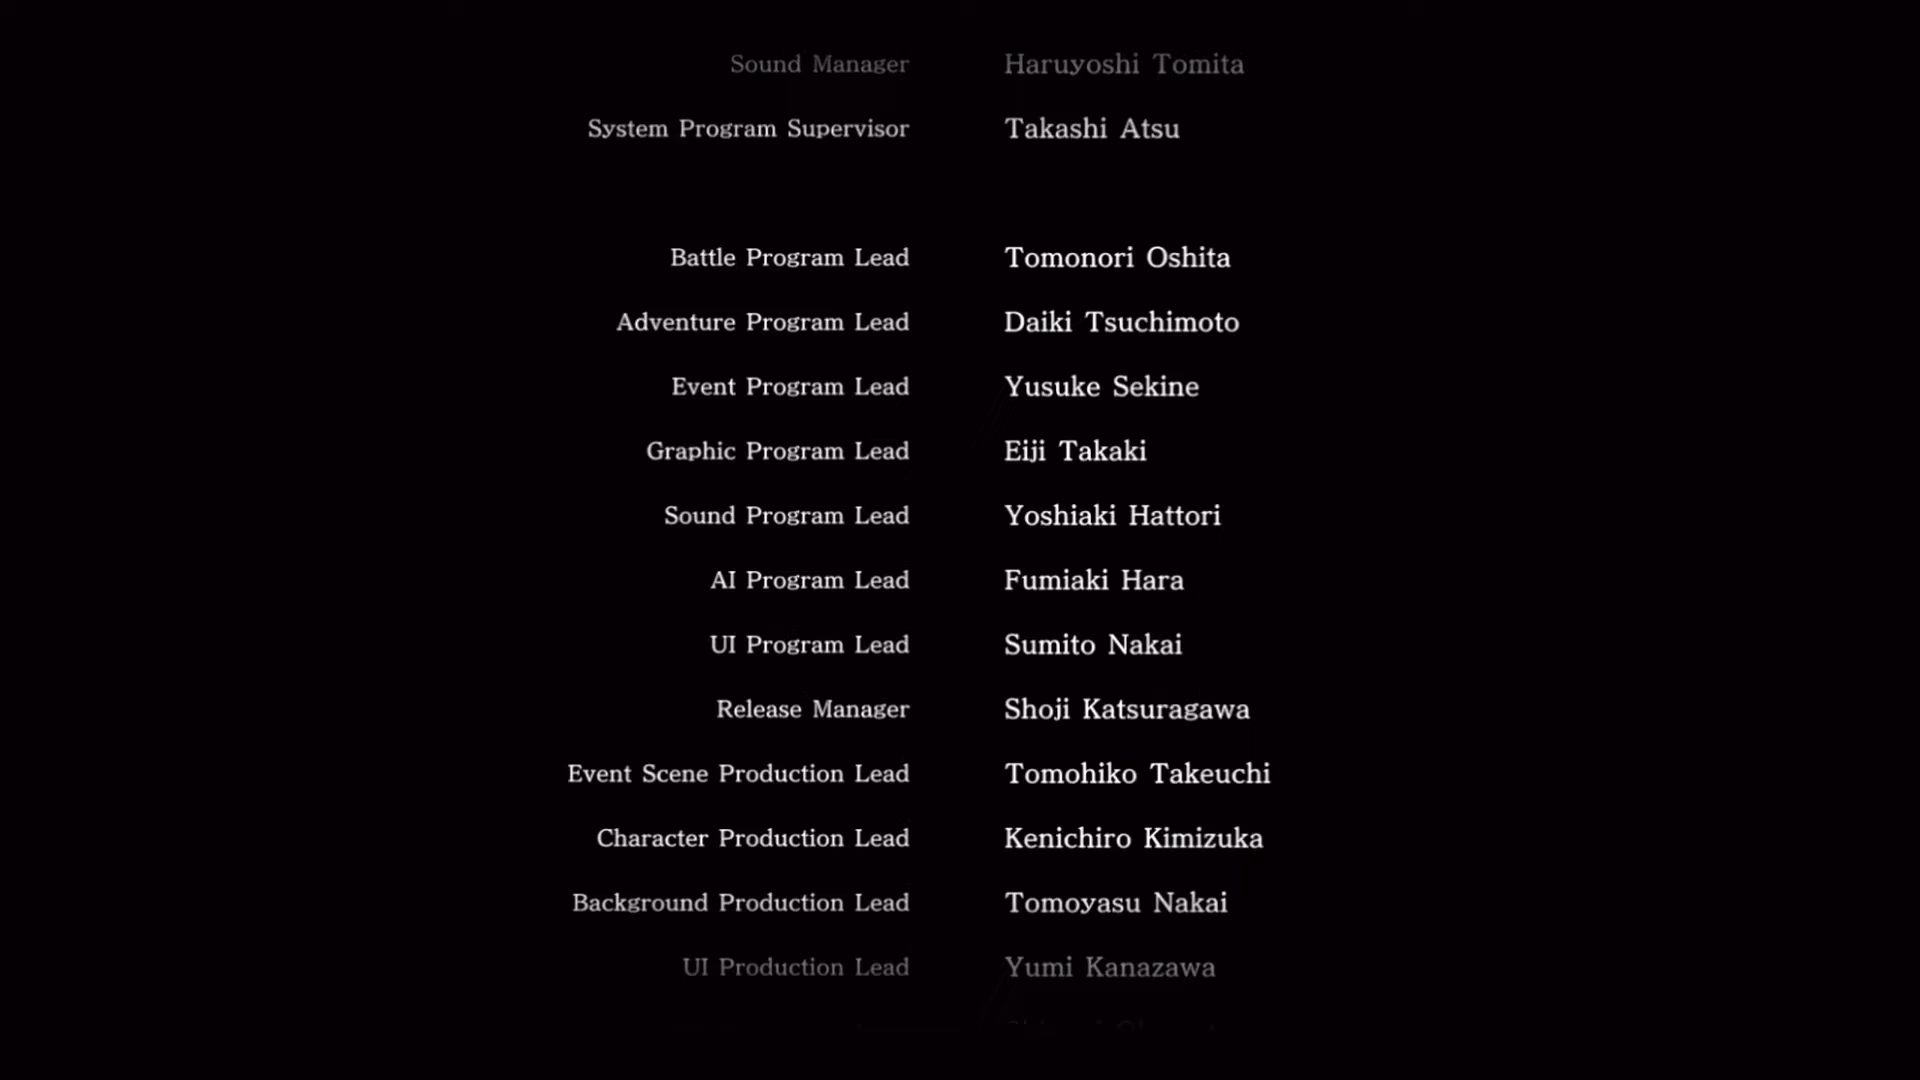 Sound Manager Haruyoshi Tomita
System Program Supervisor Takashi Atsu
Battle Program Lead Tomonori Oshita
Adventure Program Lead Daiki Tsuchimoto
Event Program Lead Yusuke Sekine
Graphic Program Lead Eiji Takaki
Sound Program Lead Yoshiaki Hattori
AI Program Lead Fumiaki Hara
UI Program Lead Sumito Nakai
Release Manager Shoji Katsuragawa
Event Scene Production Lead Tomohiko Takeuchi
Character Production Lead Kenichiro Kimizuka
Background Production Lead Tomoyasu Nakai
UI Production Lead Yumi Kanazawa